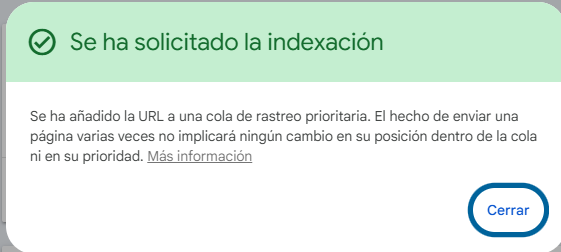 Se ha solicitado la indexación
Se ha añadido la URL a una cola de rastreo prioritaria. El hecho de enviar una
página varias veces no implicará ningún cambio en su posición dentro de la cola
ni en su prioridad. Más información
Cerrar